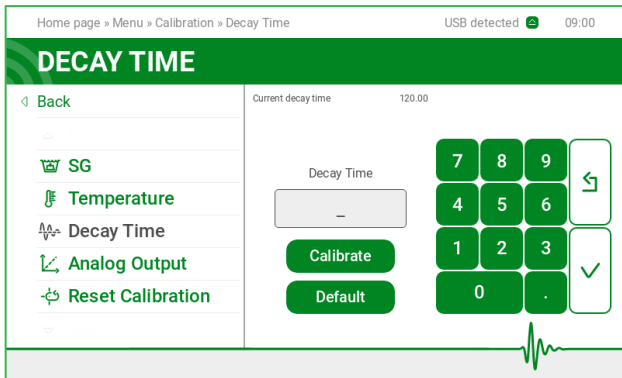 Home page » Menu » Calibration » Decay Time USB detected 09:00
DECAY TIME
Back
SG
Temperature
Decay Time
Analog Output
Reset Calibration
Current decay time 120.00
Decay Time
_
Calibrate
Default
7 8 9
4 5 6
1 2 3
0 .